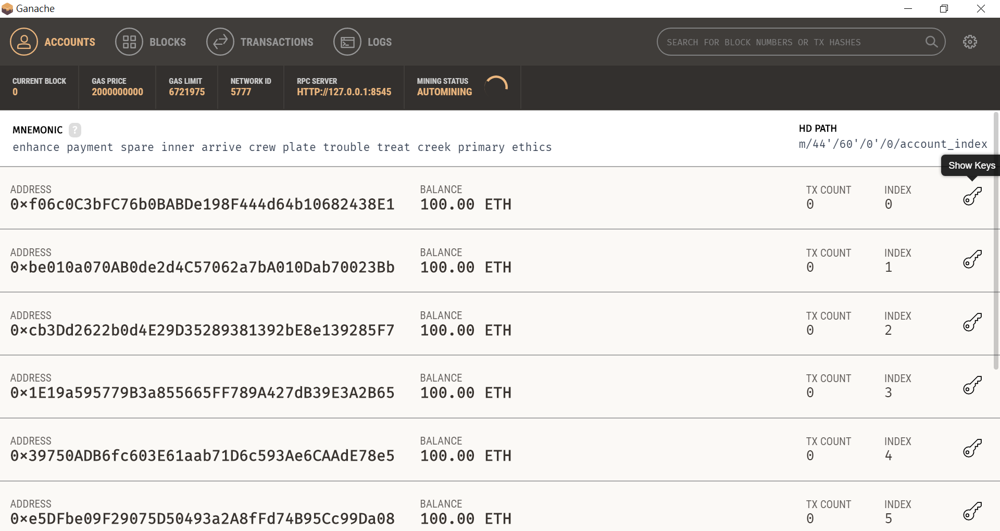 Ganache
ACCOUNTS BLOCKS TRANSACTIONS LOGS SEARCH FOR BLOCK NUMBERS OR TX HASHES
CURRENT BLOCK GAS PRICE GAS LIMIT NETWORK ID RPC SERVER MINING STATUS
0 2000000000 6721975 5777 HTTP://127.0.0.1:8545 AUTOMINING
MNEMONIC ? HD PATH
enhance payment spare inner arrive crew plate trouble treat creek primary ethics m/44'/60'/0'/0/account_index
Show Keys
ADDRESS BALANCE TX COUNT INDEX
0×f06c0C3bFC76b0BABDe198F444d64b10682438E1 100.00 ETH 0 0
ADDRESS BALANCE TX COUNT INDEX
0×be010a070AB0de2d4C57062a7bA010Dab70023Bb 100.00 ETH 0 1
ADDRESS BALANCE TX COUNT INDEX
0×cb3Dd2622b0d4E29D35289381392bE8e139285F7 100.00 ETH 0 2
ADDRESS BALANCE TX COUNT INDEX
0×1E19a595779B3a855665FF789A427dB39E3A2B65 100.00 ETH 0 3
ADDRESS BALANCE TX COUNT INDEX
0×39750ADB6fc603E61aab71D6c593Ae6CAAdE78e5 100.00 ETH 0 4
ADDRESS BALANCE TX COUNT INDEX
0×e5DFbe09F29075D50493a2A8fFd74B95Cc99Da08 100.00 ETH 0 5